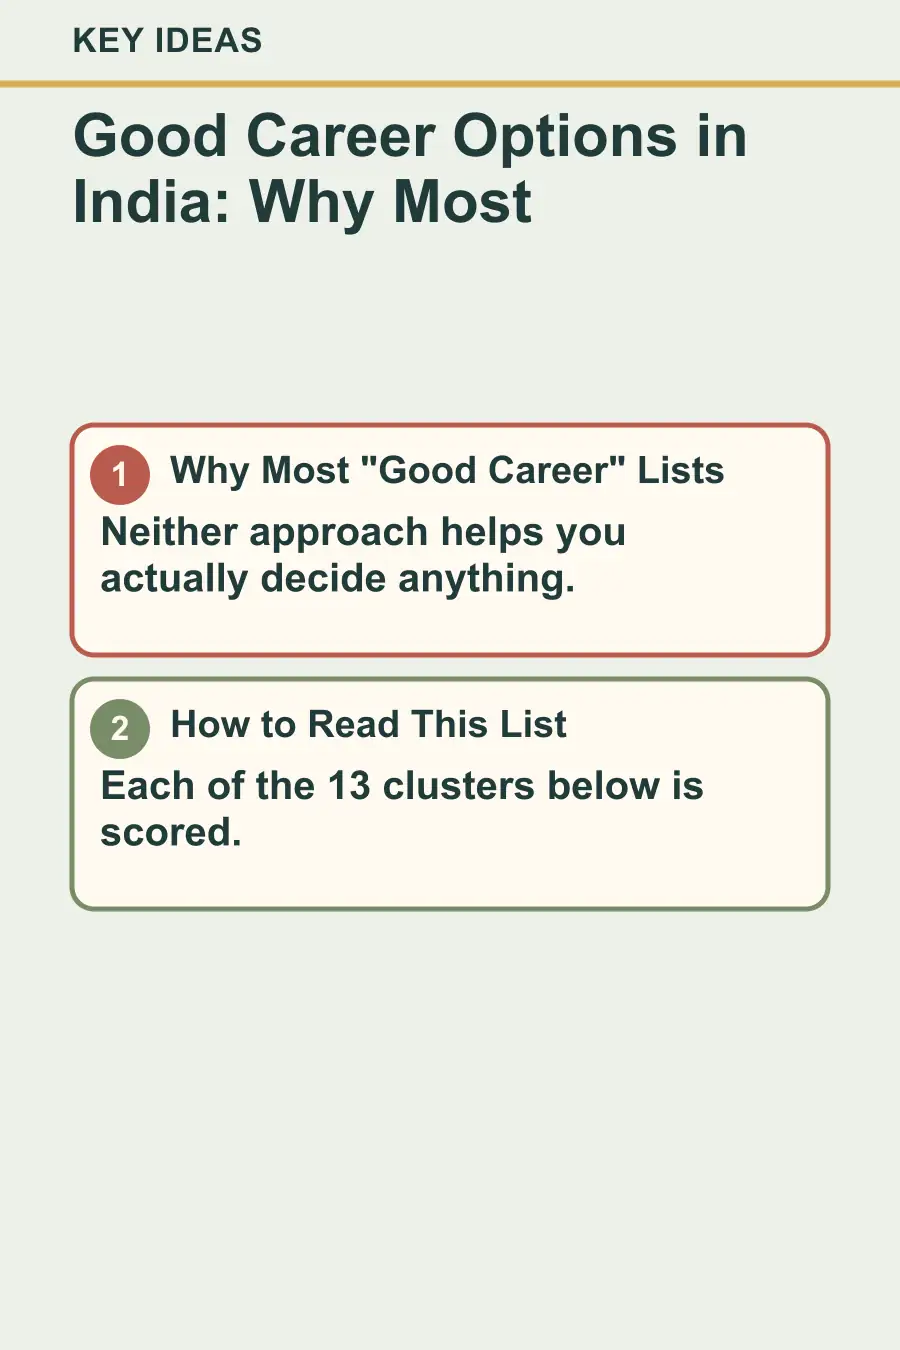 KEY IDEAS
Good Career Options in
India: Why Most
1
Why Most "Good Career" Lists
Neither approach helps you
actually decide anything.
2
How to Read This List
Each of the 13 clusters below is
scored.